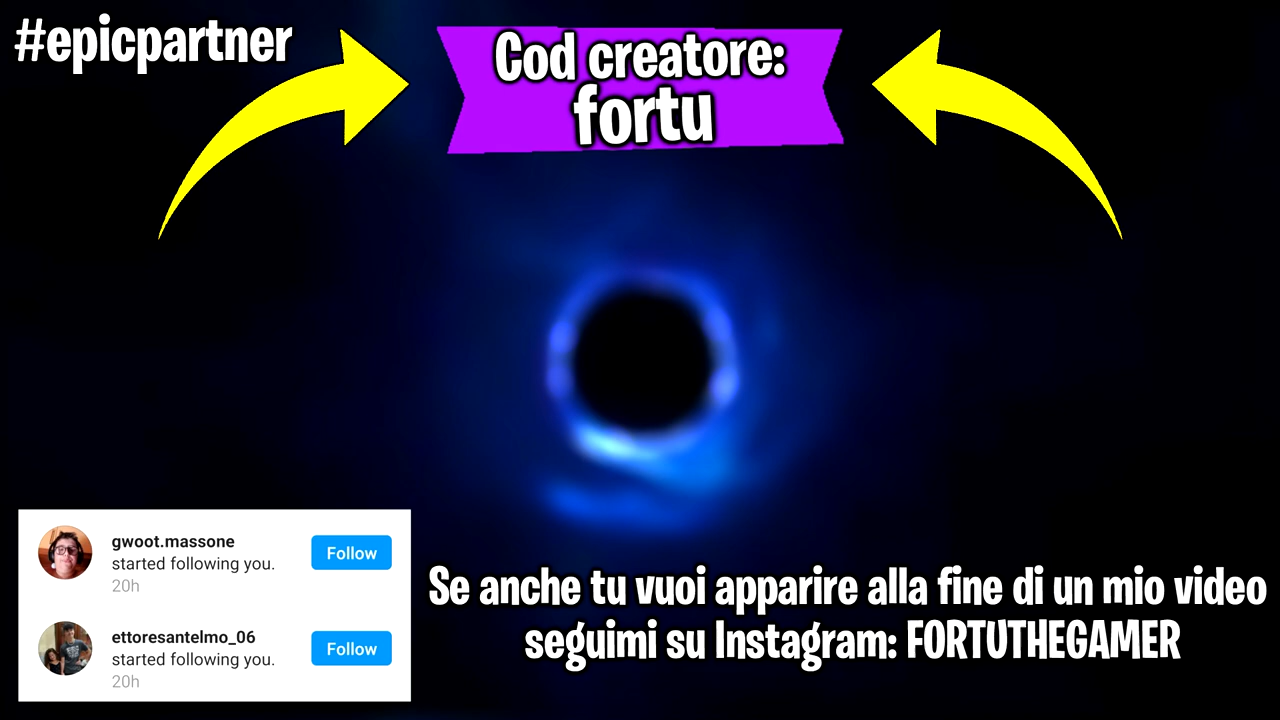 #epicpartner
Cod creatore:
fortu
gwoot.massone
started following you.
20h
Follow
ettoresantelmo_06
started following you.
20h
Follow
Se anche tu vuoi apparire alla fine di un mio video
seguimi su Instagram: FORTUTHEGAMER